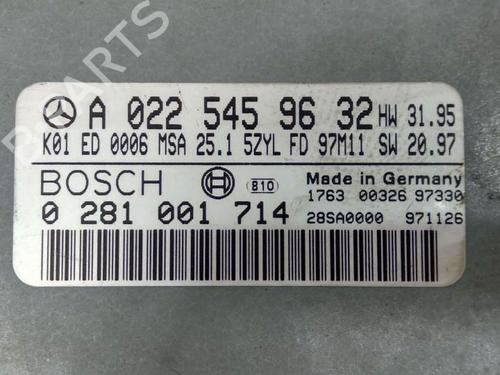 B PARTS
A 022 545 96 32 HW 31.95
K01 ED 0006 MSA 25.1 5ZYL FD 97M11 SW 20.97
BOSCH 810 Made in Germany
1763 00326 97330
0 281 001 714 28SA0000 971126